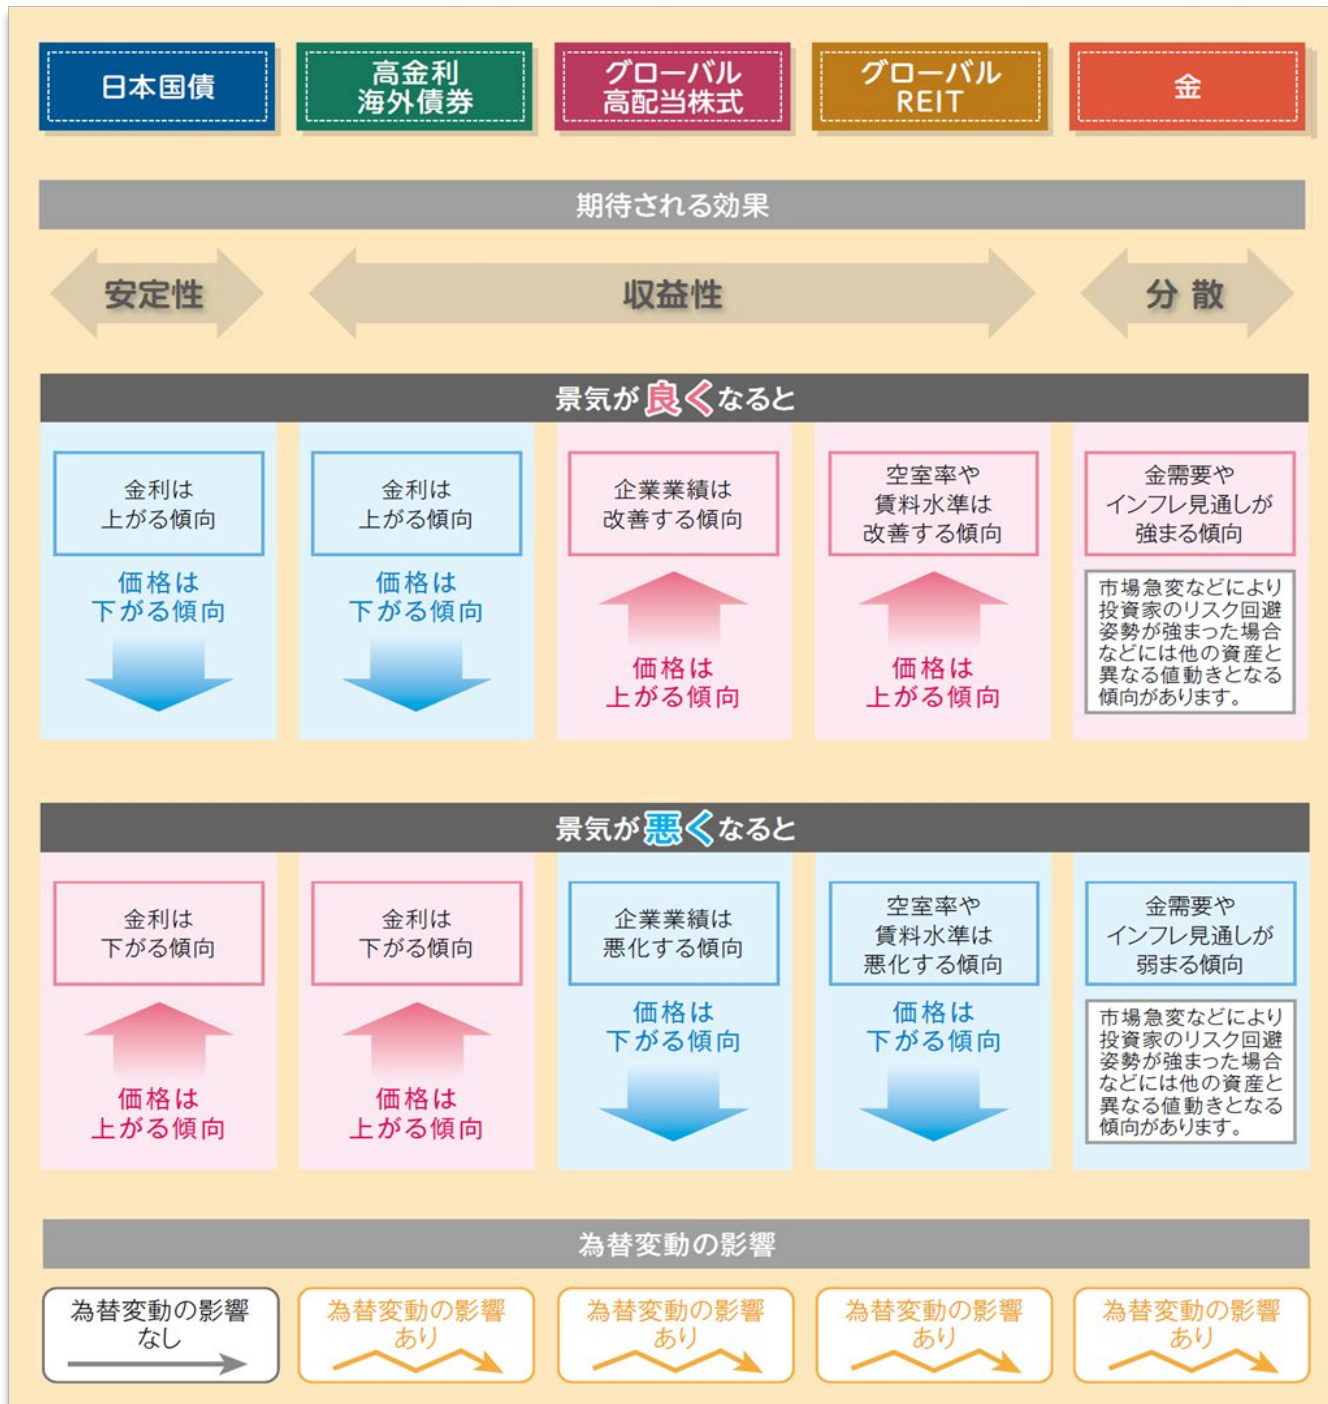 日本国債
高金利
海外債券
グローバル
高配当株式
グローバル
REIT
金
期待される効果
安定性
収益性
分散
景気が良くなると
金利は
上がる傾向
価格は
下がる傾向
金利は
上がる傾向
価格は
下がる傾向
企業業績は
改善する傾向
価格は
上がる傾向
空室率や
賃料水準は
改善する傾向
価格は
上がる傾向
金需要や
インフレ見通しが
強まる傾向
市場急変などにより
投資家のリスク回避
姿勢が強まった場合
などには他の資産と
異なる値動きとなる
傾向があります。
景気が悪くなると
金利は
下がる傾向
価格は
上がる傾向
金利は
下がる傾向
価格は
上がる傾向
企業業績は
悪化する傾向
価格は
下がる傾向
空室率や
賃料水準は
悪化する傾向
価格は
下がる傾向
金需要や
インフレ見通しが
弱まる傾向
市場急変などにより
投資家のリスク回避
姿勢が強まった場合
などには他の資産と
異なる値動きとなる
傾向があります。
為替変動の影響
為替変動の影響
なし
為替変動の影響
あり
為替変動の影響
あり
為替変動の影響
あり
為替変動の影響
あり